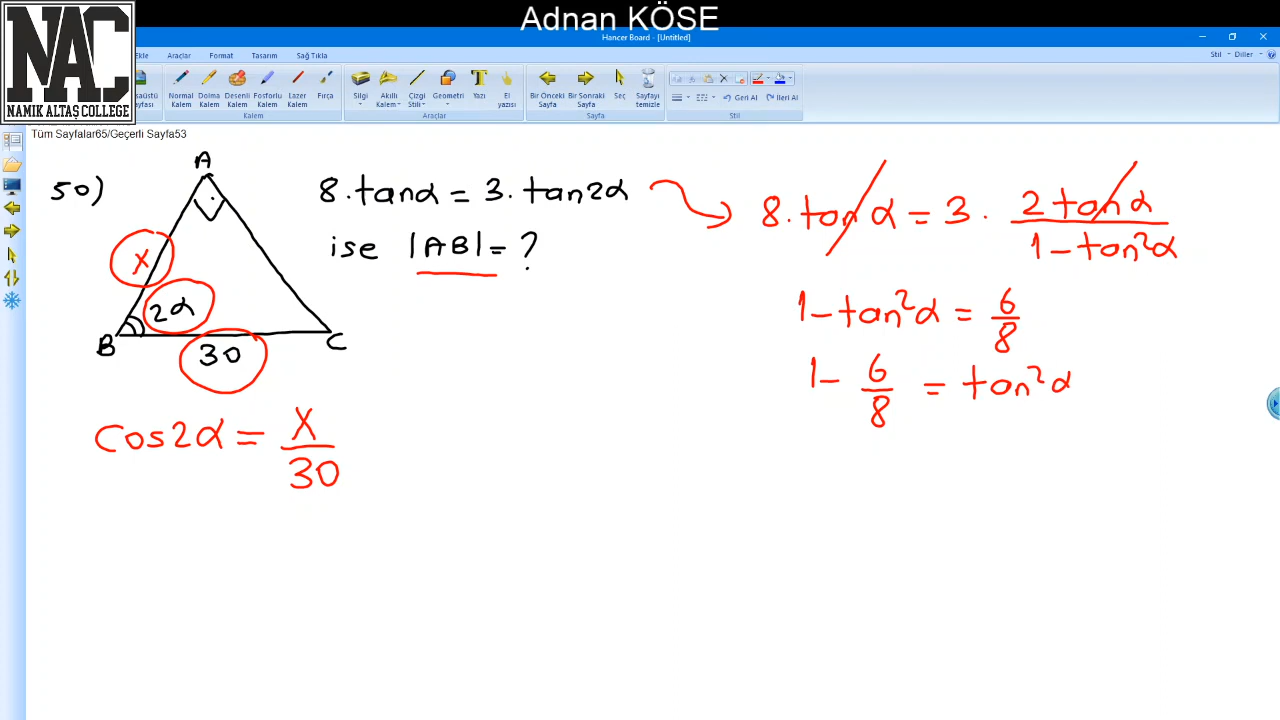 Adnan KÖSE
NAC
NAMIK ALTAŞ COLLEGE
Hancer Board - [Untitled]
Ekle Araçlar Format Tasarım Sağ Tıkla
Stil Diller
Normal Kalem
Dolma Kalem
Desenli Kalem
Fosforlu Kalem
Lazer Kalem
Fırça
Silgi
Akıllı Kalem
Çizgi Stili
Geometri
Yazı
El yazısı
Bir Önceki Sayfa
Bir Sonraki Sayfa
Seç
Sayfayı temizle
Geri Al
İleri Al
Kalem Araçlar Sayfa Stil
Tüm Sayfalar65/Geçerli Sayfa53
50)
A
X
2α
B
30
C
8.tanα = 3.tan2α
ise |AB| = ?
cos2α = X/30
8.tanα = 3 . 2tanα/1-tan²α
1-tan²α = 6/8
1- 6/8 = tan²α